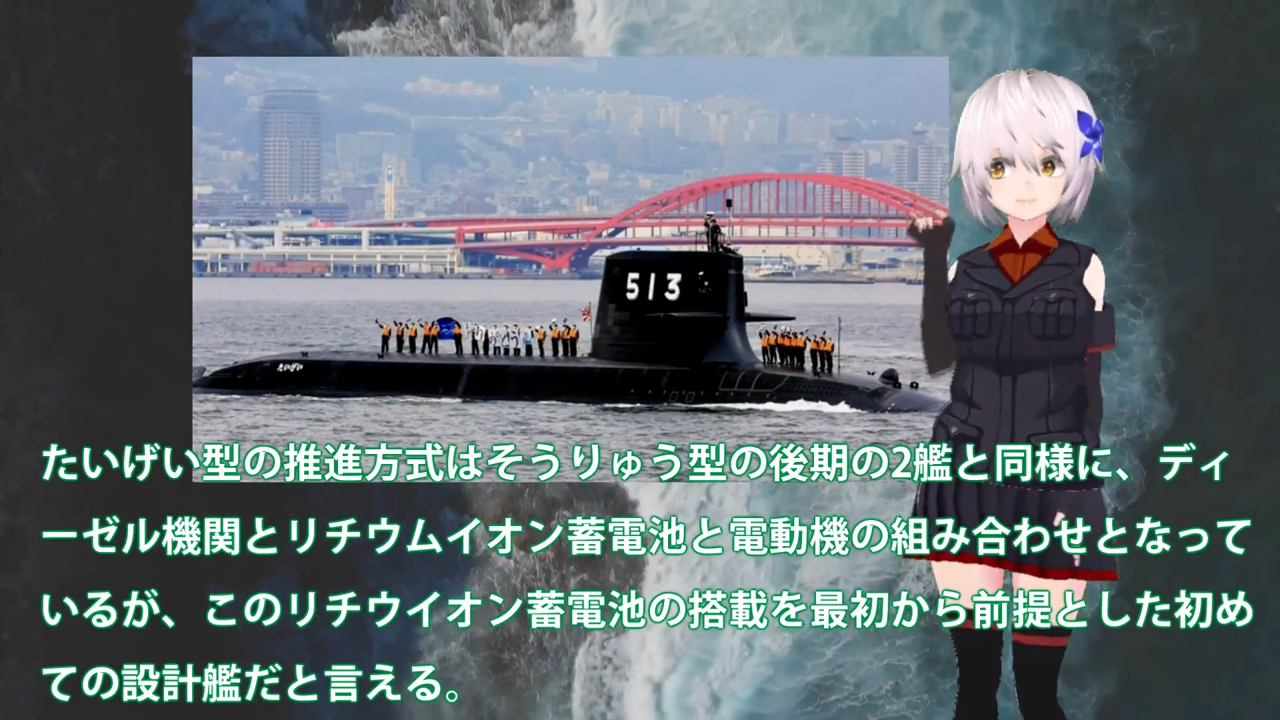 513
たいげい
たいげい型の推進方式はそうりゅう型の後期の2艦と同様に、ディ
ーゼル機関とリチウムイオン蓄電池と電動機の組み合わせとなって
いるが、このリチウイオン蓄電池の搭載を最初から前提とした初め
ての設計艦だと言える。